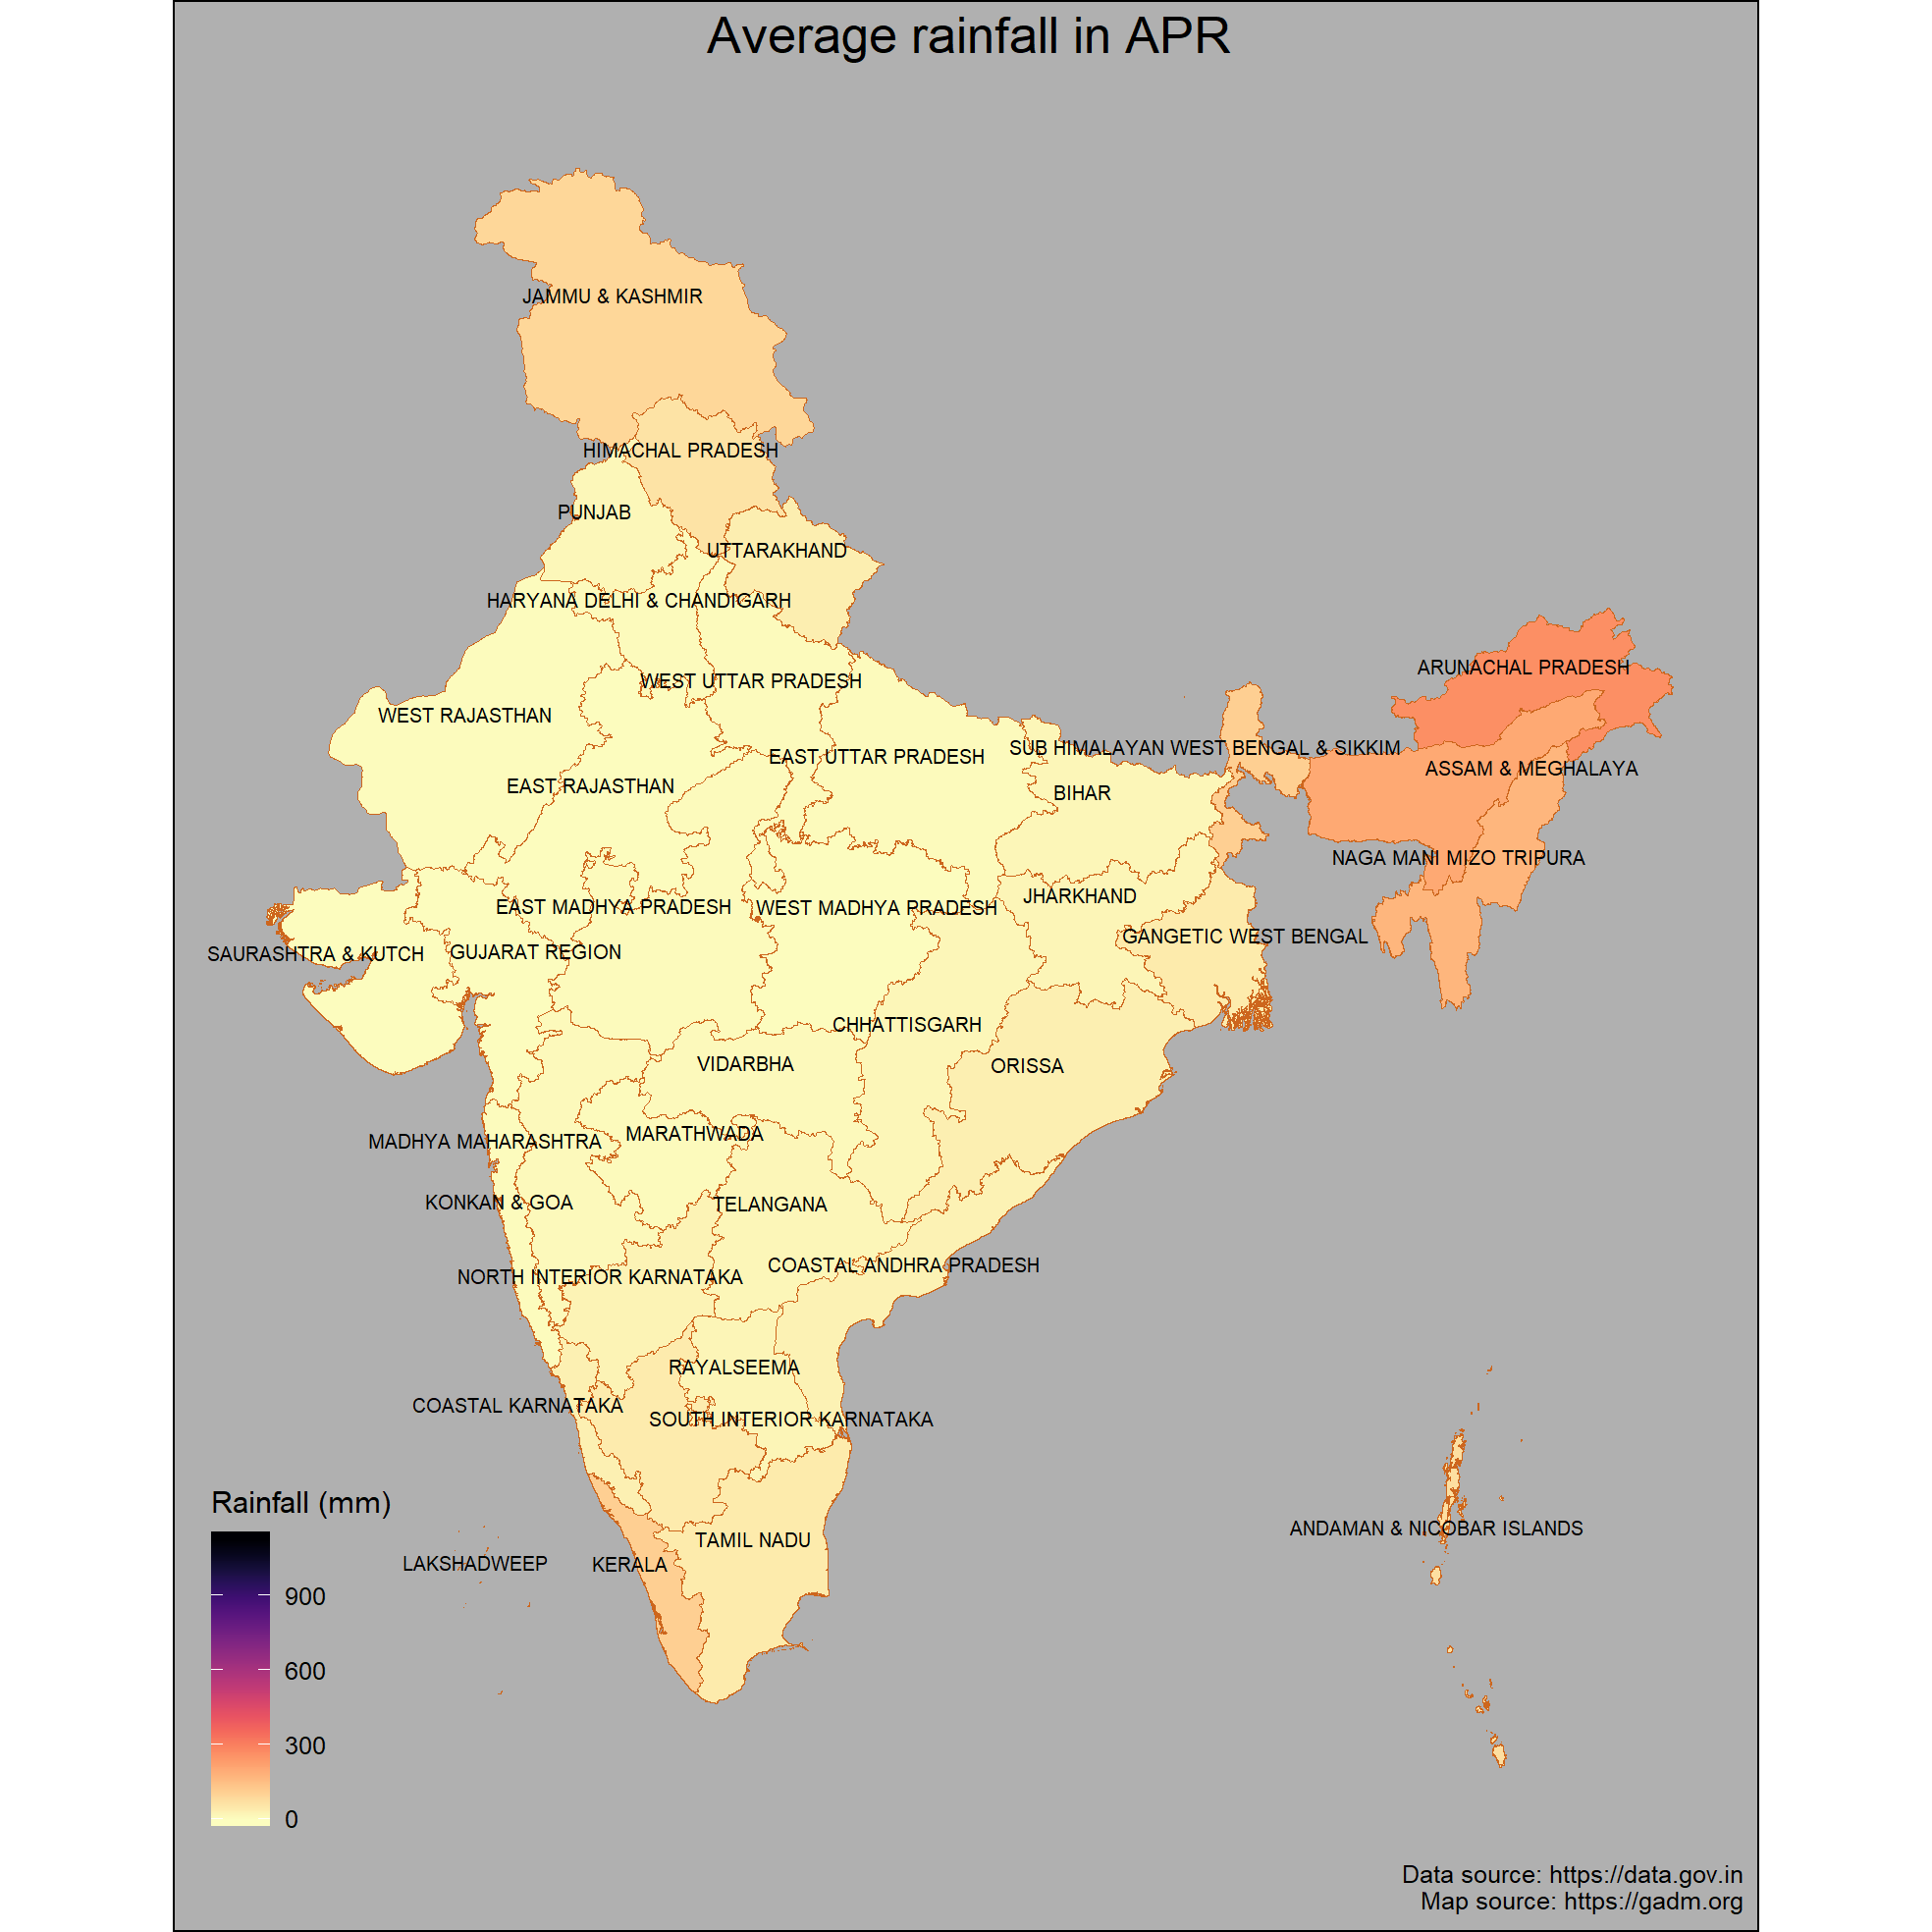 Average rainfall in APR
JAMMU & KASHMIR
HIMACHAL PRADESH
PUNJAB
UTTARAKHAND
HARYANA DELHI & CHANDIGARH
ARUNACHAL PRADESH
WEST UTTAR PRADESH
WEST RAJASTHAN
SUB HIMALAYAN WEST BENGAL & SIKKIM
EAST UTTAR PRADESH
ASSAM & MEGHALAYA
EAST RAJASTHAN
BIHAR
NAGA MANI MIZO TRIPURA
JHARKHAND
EAST MADHYA PRADESH
WEST MADHYA PRADESH
GANGETIC WEST BENGAL
SAURASHTRA & KUTCH
GUJARAT REGION
CHHATTISGARH
VIDARBHA
ORISSA
MARATHWADA
MADHYA MAHARASHTRA
KONKAN & GOA
TELANGANA
COASTAL ANDHRA PRADESH
NORTH INTERIOR KARNATAKA
RAYALSEEMA
COASTAL KARNATAKA
SOUTH INTERIOR KARNATAKA
Rainfall (mm)
ANDAMAN & NICOBAR ISLANDS
TAMIL NADU
LAKSHADWEEP
KERALA
900
600
300
0
Data source: https://data.gov.in
Map source: https://gadm.org